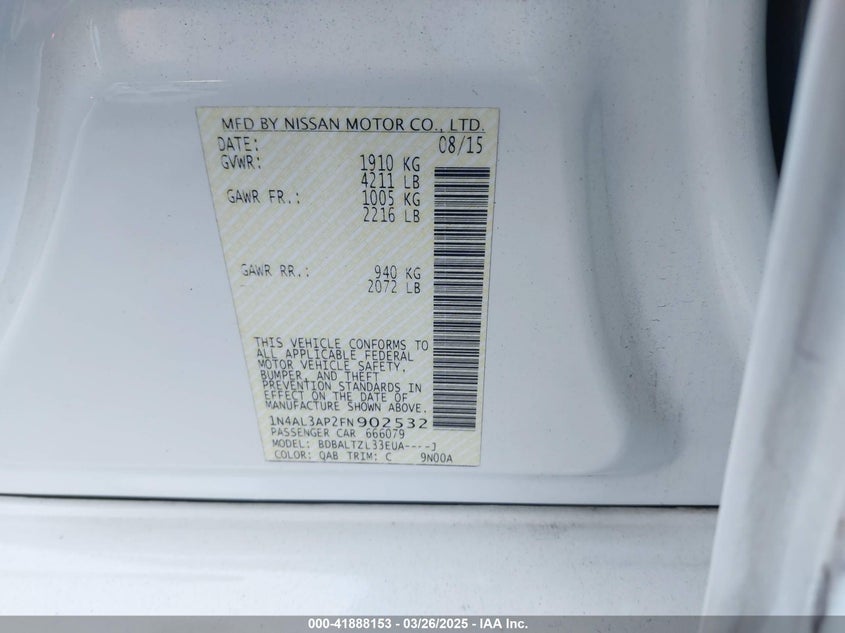 MFD BY NISSAN MOTOR CO., LTD.
DATE: 08/15
GVWR: 1910 KG
4211 LB
GAWR FR.: 1005 KG
2216 LB
GAWR RR.: 940 KG
2072 LB
THIS VEHICLE CONFORMS TO
ALL APPLICABLE FEDERAL
MOTOR VEHICLE SAFETY,
BUMPER, AND THEFT
PREVENTION STANDARDS IN
EFFECT ON THE DATE OF
MANUFACTURE SHOWN ABOVE.
1N4AL3AP2FN902532
PASSENGER CAR 666079
MODEL: BDBALTZL33EUA----J
COLOR: QAB TRIM: C 9N00A
000-41888153 - 03/26/2025 - IAA Inc.